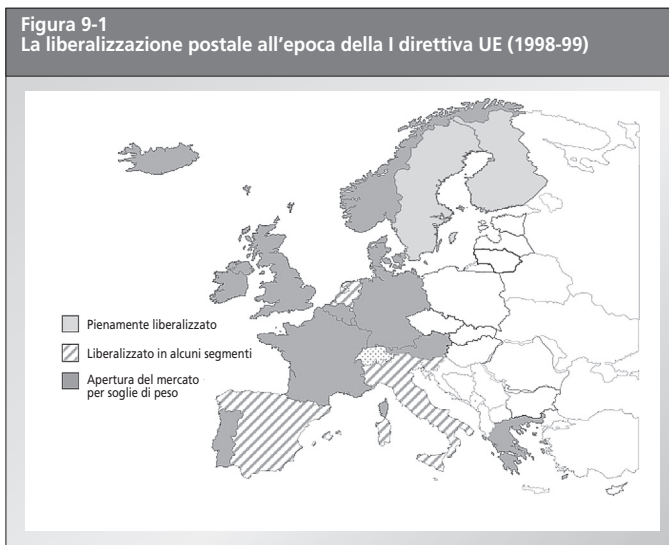 Figura 9-1
La liberalizzazione postale all'epoca della I direttiva UE (1998-99)
Pienamente liberalizzato
Liberalizzato in alcuni segmenti
Apertura del mercato
per soglie di peso